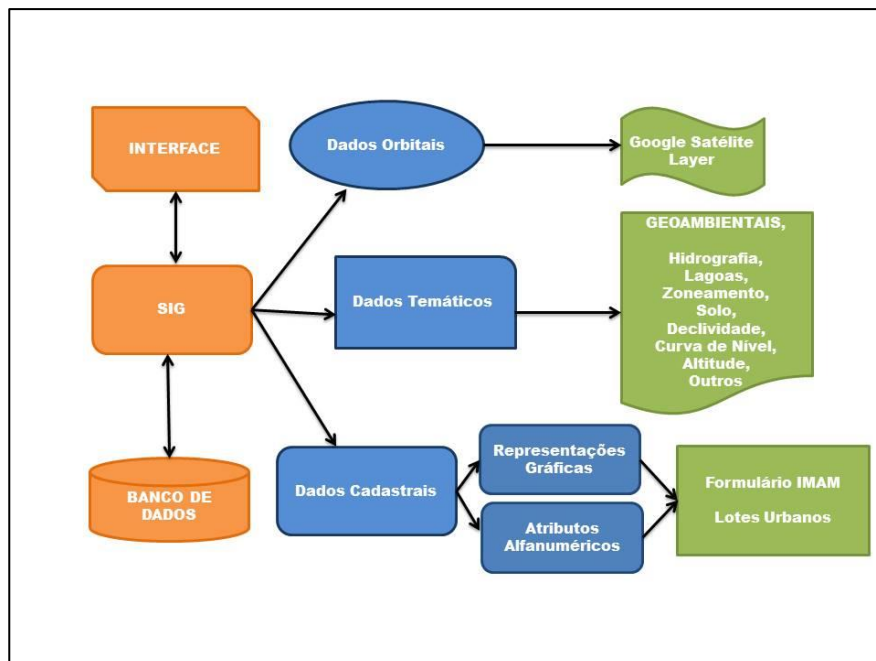 INTERFACE
SIG
BANCO DE
DADOS
Dados Orbitais
Dados Temáticos
Dados Cadastrais
Representações
Gráficas
Atributos
Alfanuméricos
Google Satélite
Layer
GEOAMBIENTAIS,
Hidrografia,
Lagoas,
Zoneamento,
Solo,
Declividade,
Curva de Nível,
Altitude,
Outros
Formulário IMAM
Lotes Urbanos